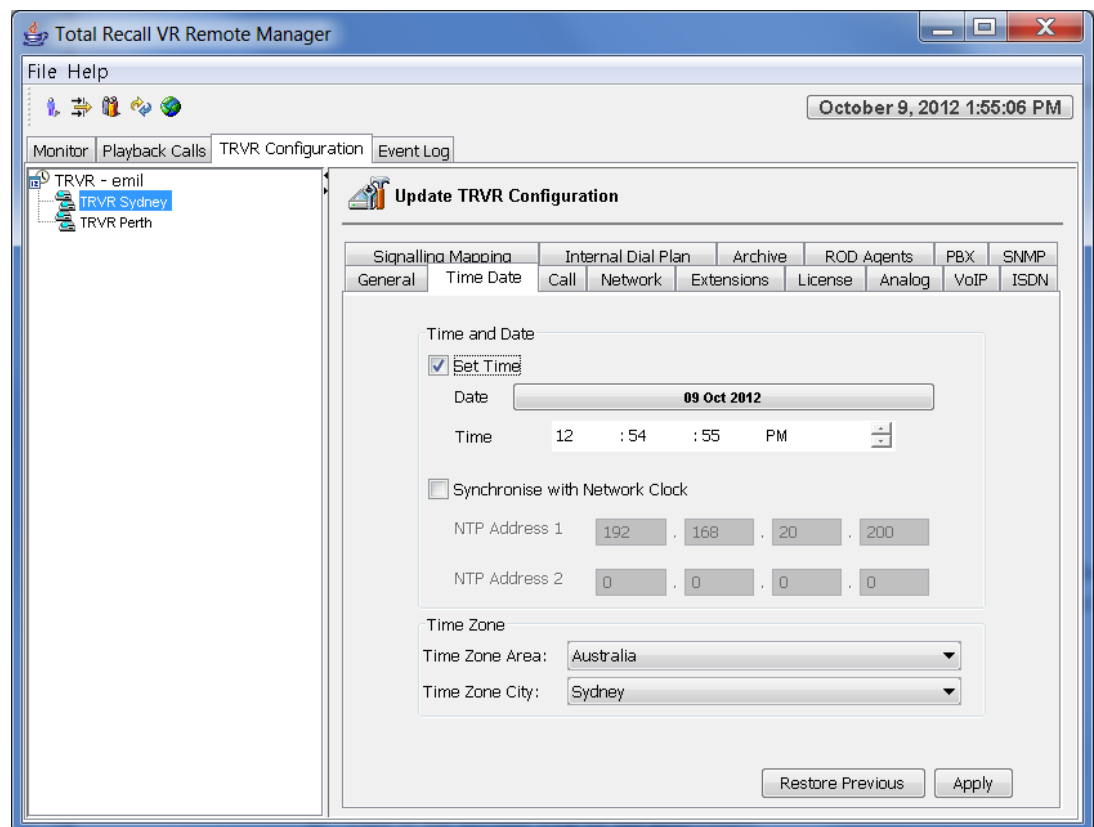 Total Recall VR Remote Manager
File Help
October 9, 2012 1:55:06 PM
Monitor Playback Calls TRVR Configuration Event Log
TRVR - emil
TRVR Sydney
TRVR Perth
Update TRVR Configuration
Signalling Mapping Internal Dial Plan Archive ROD Agents PBX SNMP
General Time Date Call Network Extensions License Analog VoIP ISDN
Time and Date
Set Time
Date 09 Oct 2012
Time 12 : 54 : 55 PM
Synchronise with Network Clock
NTP Address 1 192 . 168 . 20 . 200
NTP Address 2 0 . 0 . 0 . 0
Time Zone
Time Zone Area: Australia
Time Zone City: Sydney
Restore Previous Apply